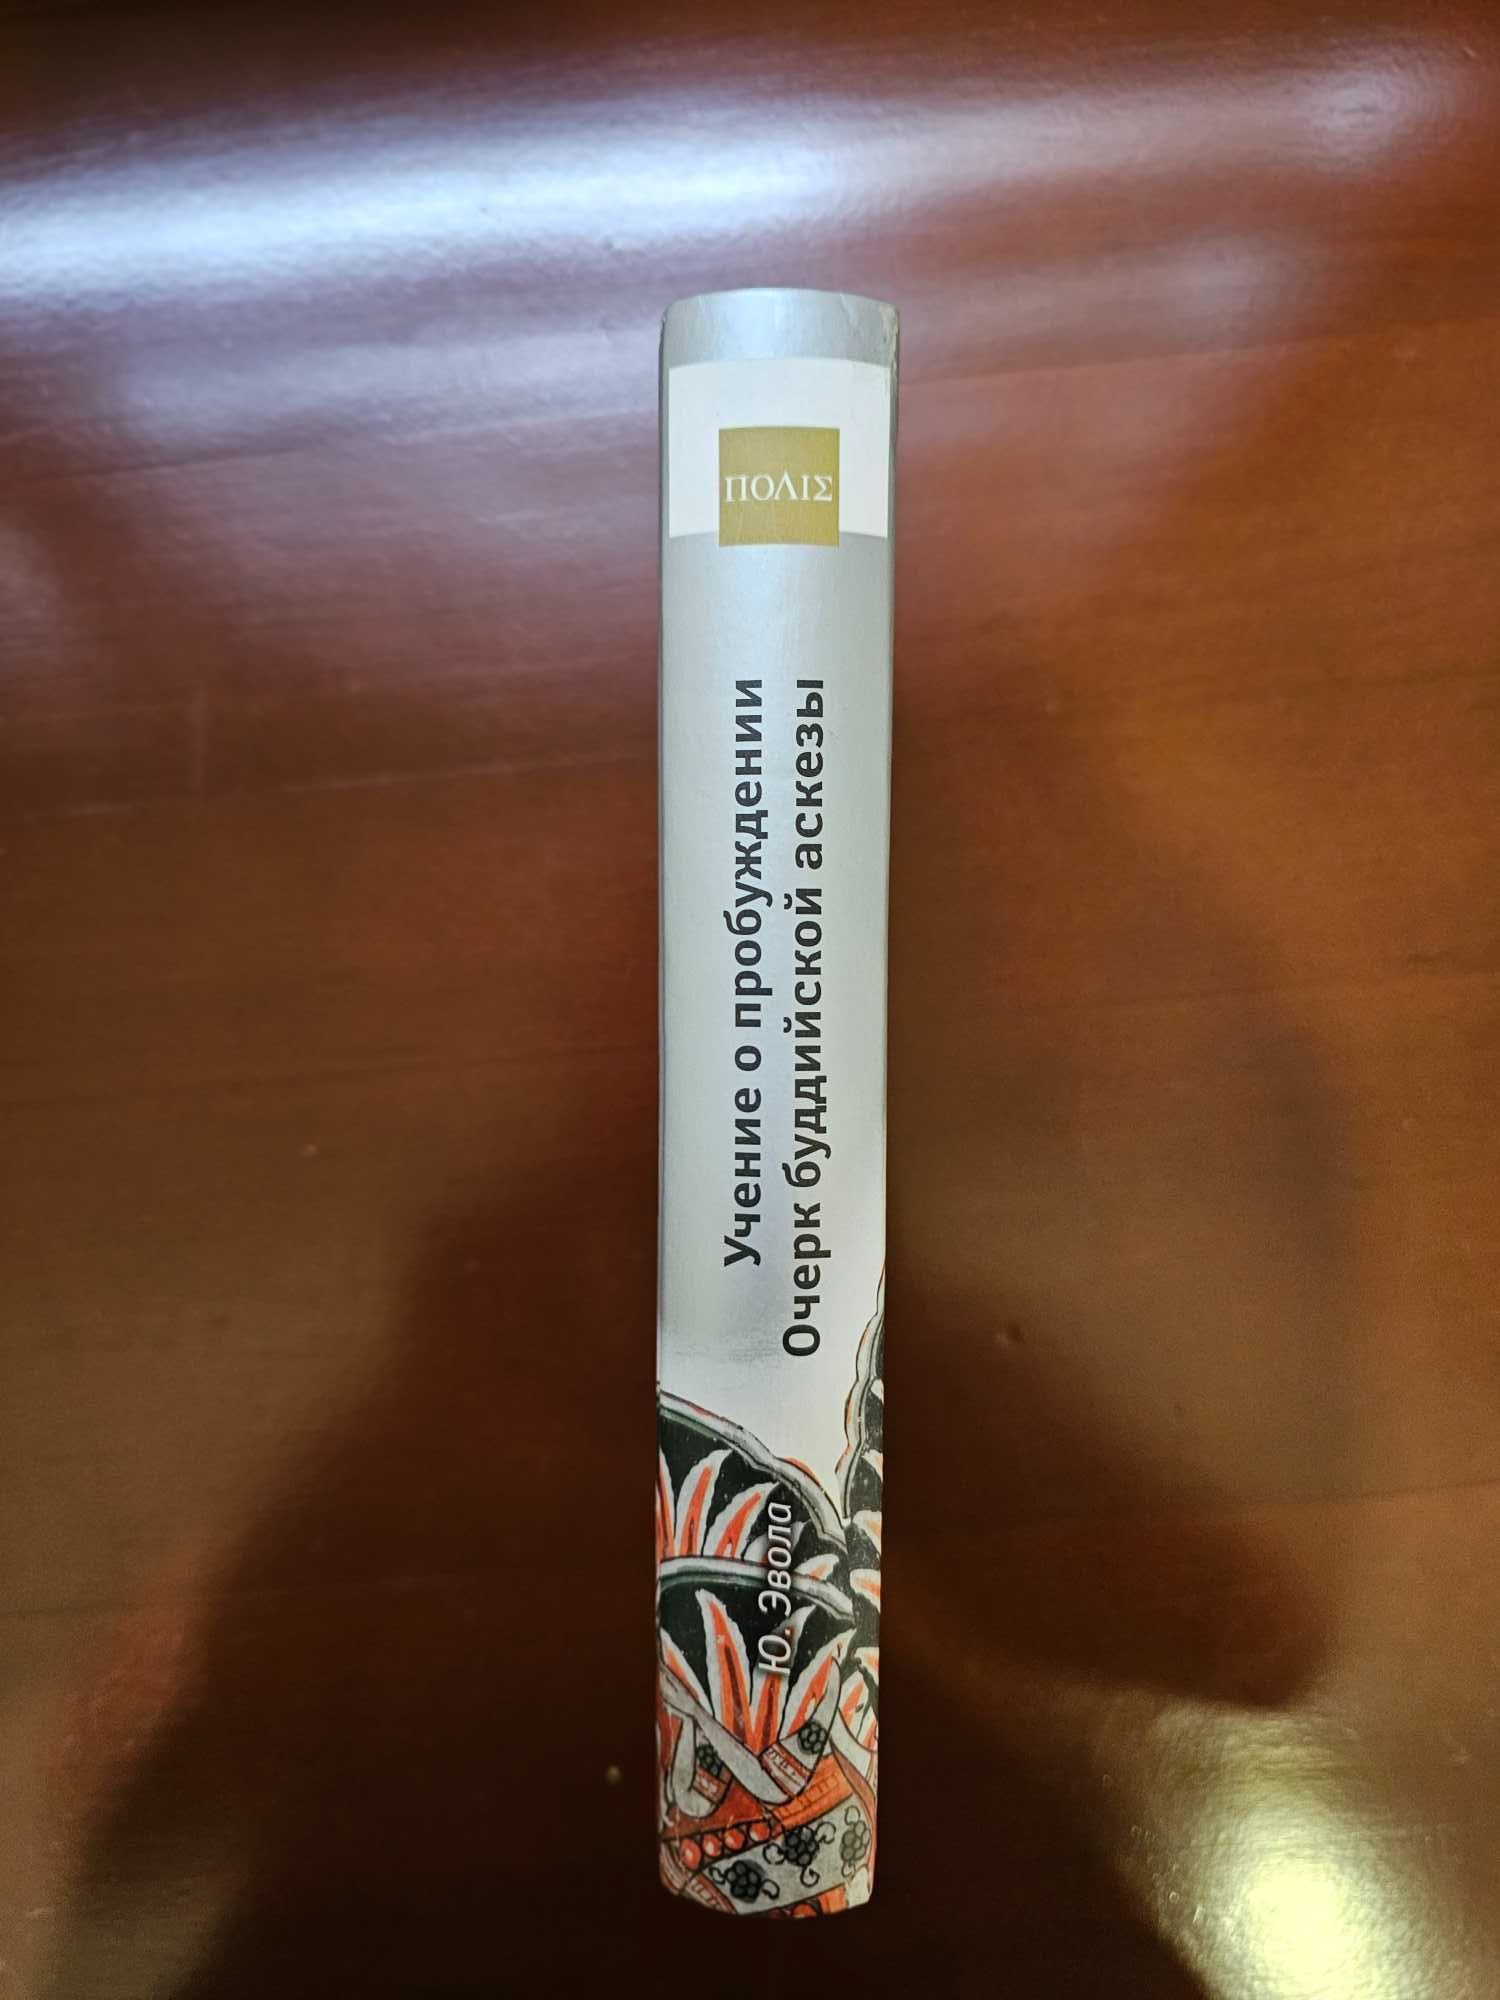 ΠΟΛΙΣ
Учение о пробуждении
Очерк буддийской аскезы
Ю. Эвола